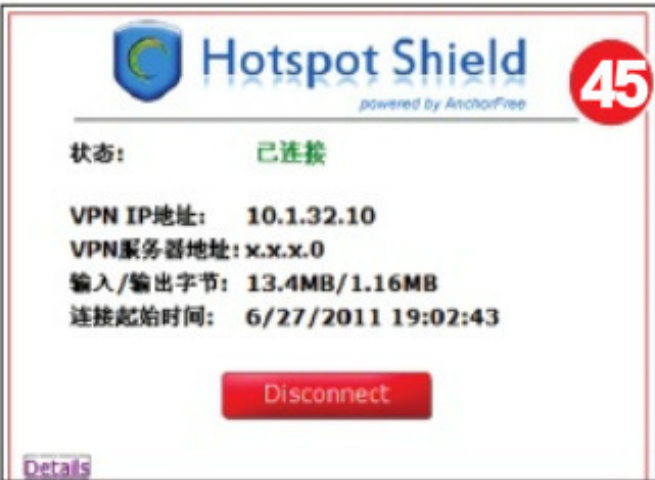 Hotspot Shield
45
powered by AnchorFree
状态: 已连接
VPN IP地址: 10.1.32.10
VPN服务器地址: x.x.x.0
输入/输出字节: 13.4MB/1.16MB
连接起始时间: 6/27/2011 19:02:43
Disconnect
Details